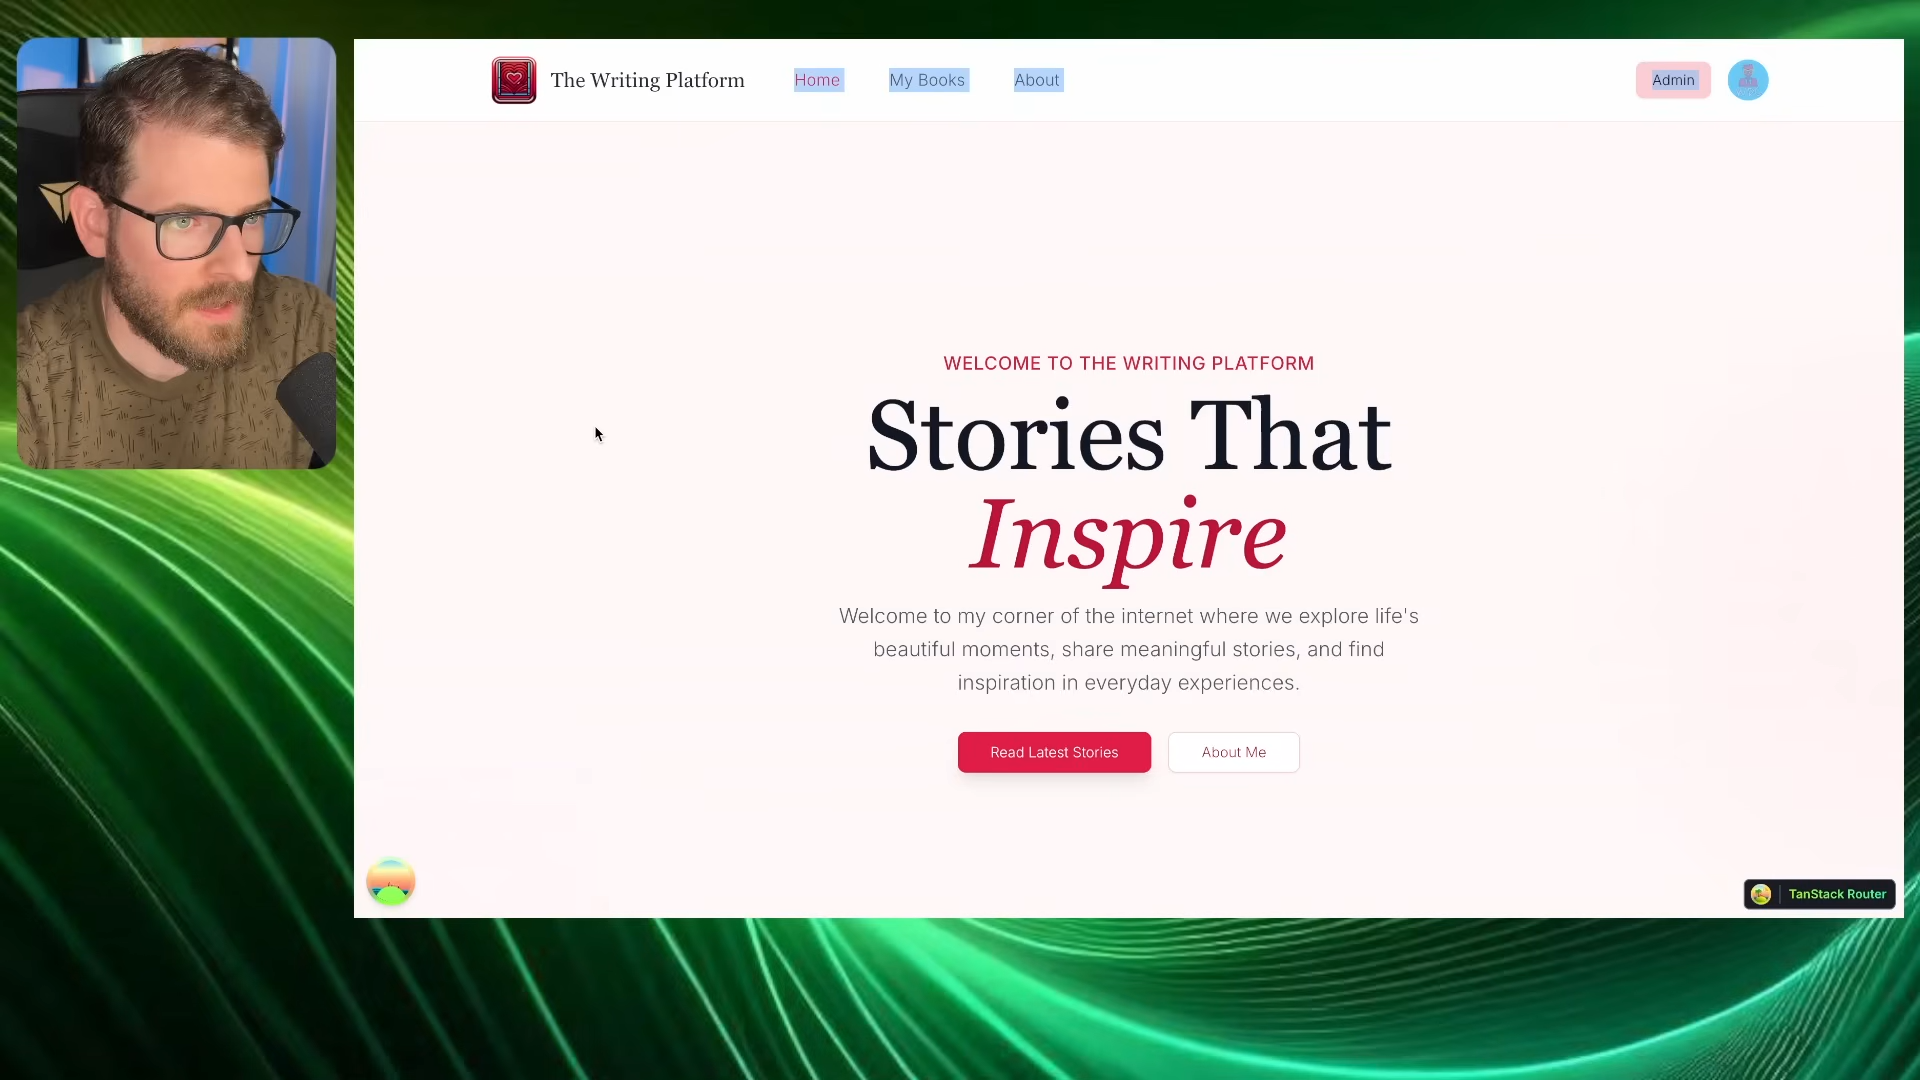 The Writing Platform
Home
My Books
About
Admin
WELCOME TO THE WRITING PLATFORM
Stories That
Inspire
Welcome to my corner of the internet where we explore life's
beautiful moments, share meaningful stories, and find
inspiration in everyday experiences.
Read Latest Stories
About Me
TanStack Router